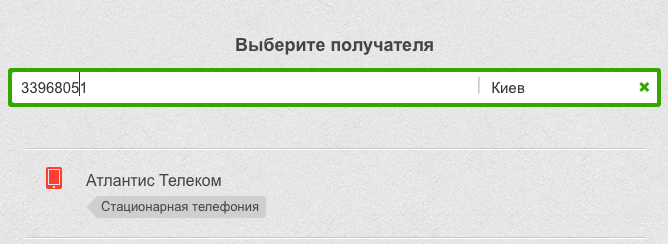 Выберите получателя
33968051 Киев
Атлантис Телеком
Стационарная телефония